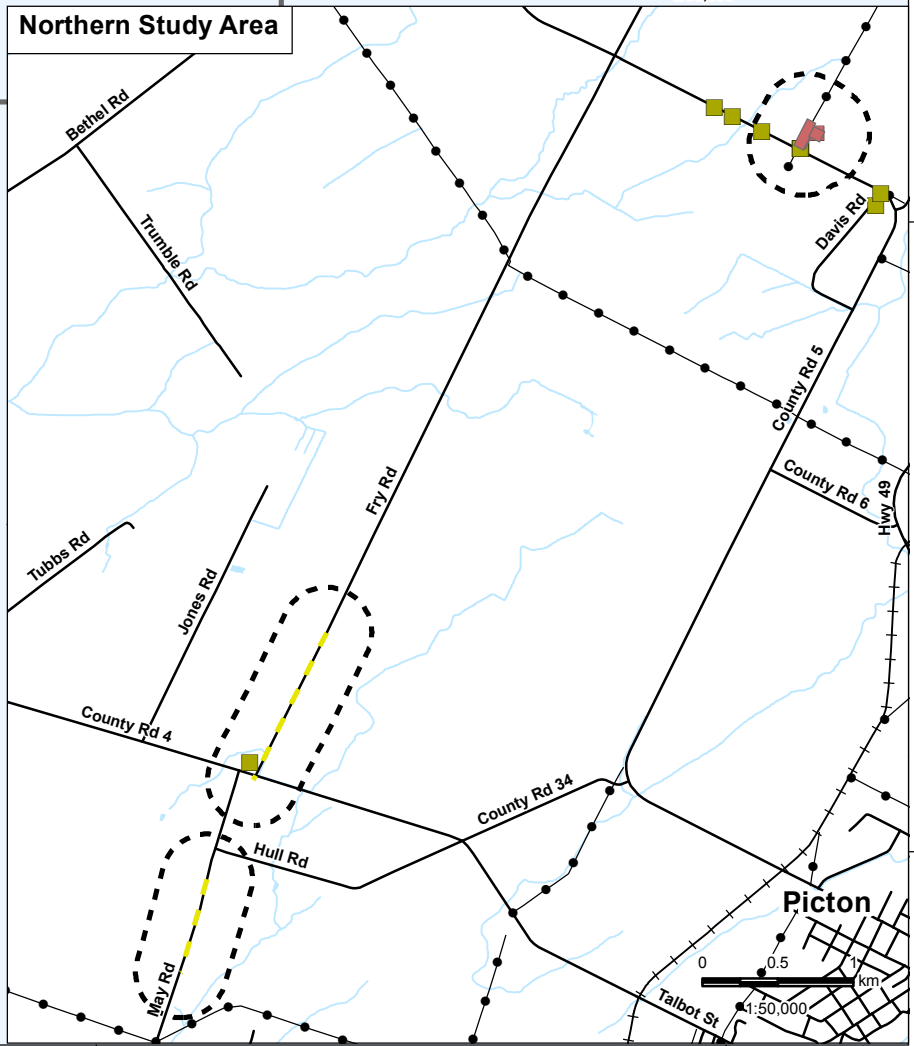 Northern Study Area
Bethel Rd
Trumble Rd
Davis Rd
County Rd 5
County Rd 6
Hwy 49
Fry Rd
Tubbs Rd
Jones Rd
County Rd 4
County Rd 34
Hull Rd
Picton
May Rd
0 0.5 1
km
1:50,000
Talbot St